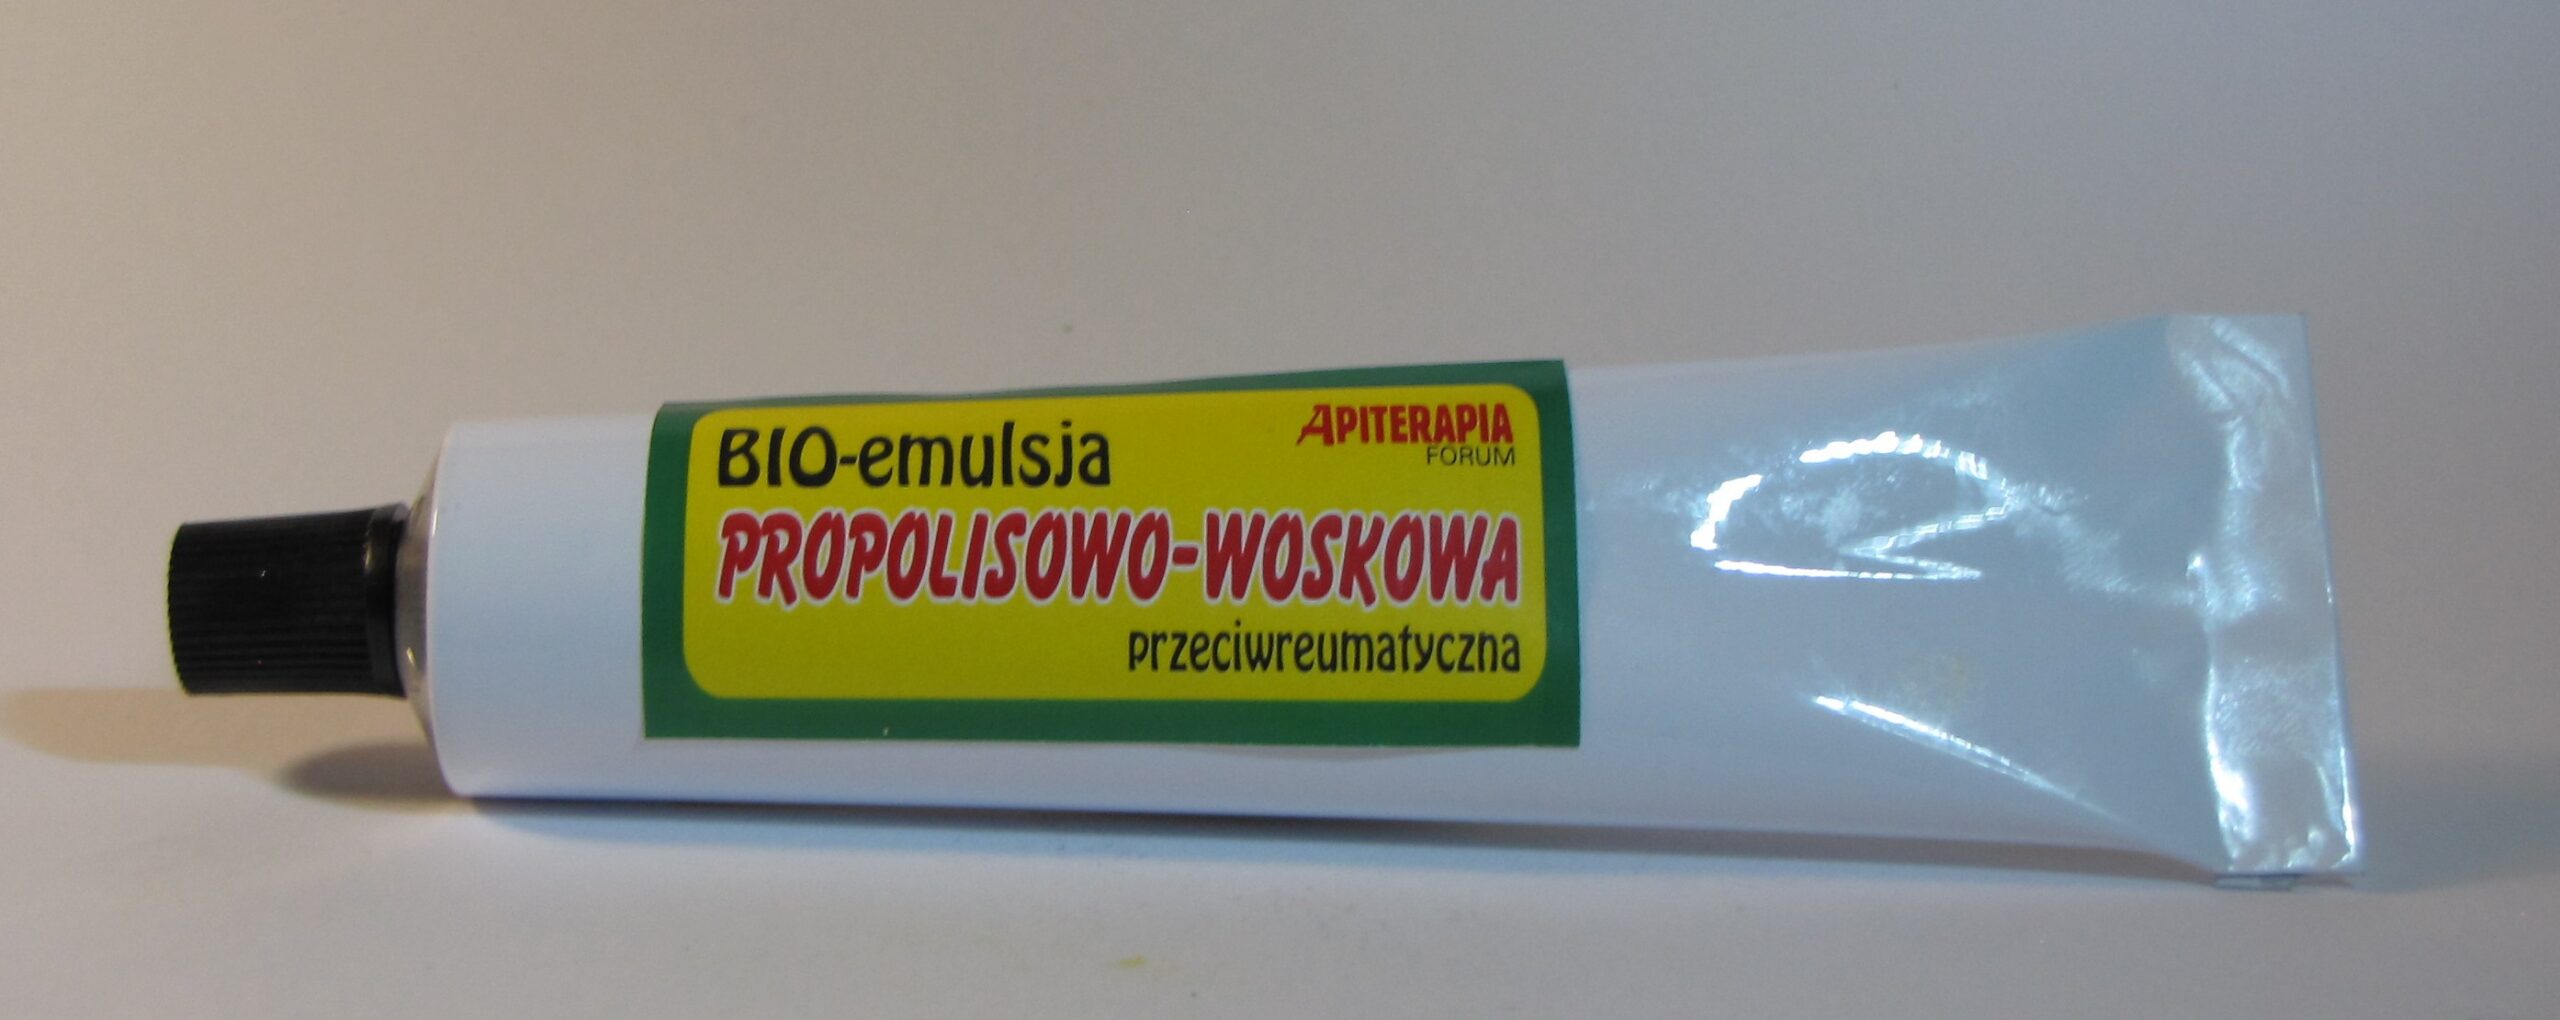 BIO-emulsja
APITERAPIA
FORUM
PROPOLISOWO-WOSKOWA
przeciwreumatyczna